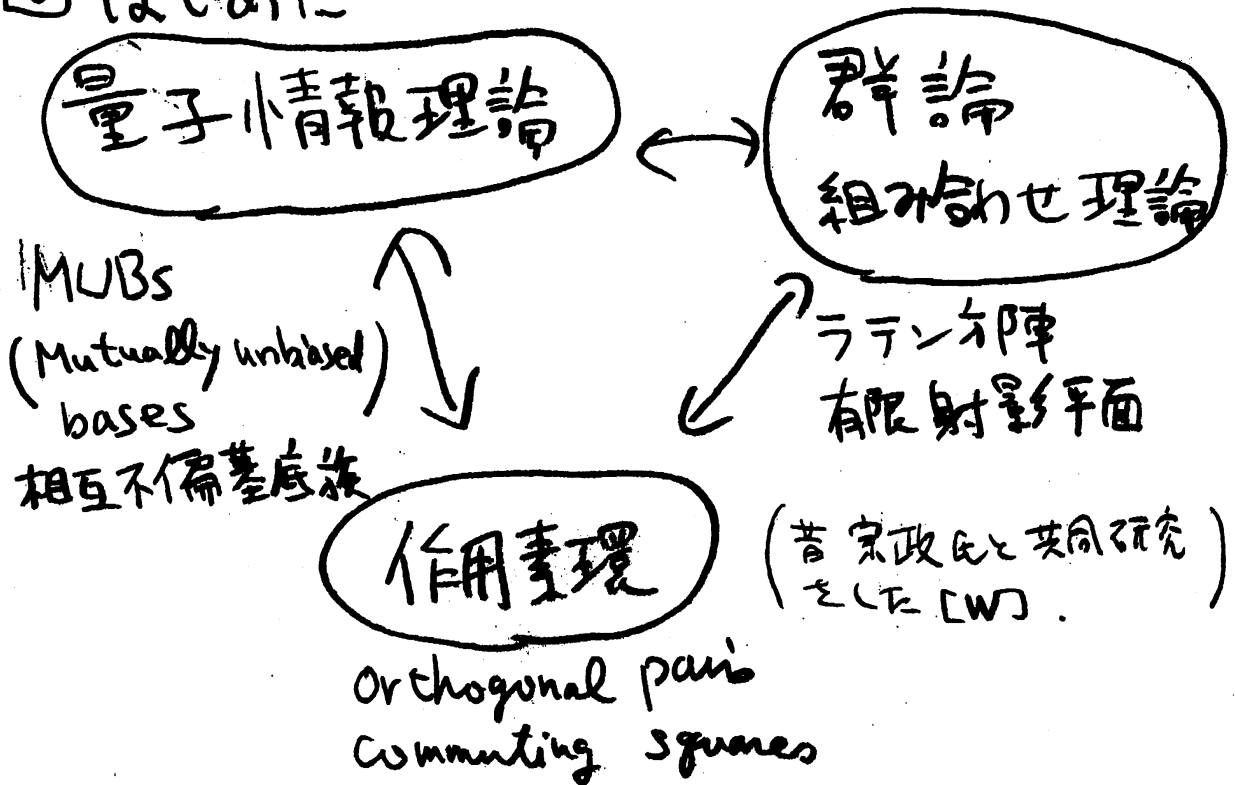 はじめに
量子情報理論
群論
組み合わせ理論
MUBs
(Mutually unbiased
bases)
相互不偏基底族
ラテン方陣
有限射影平面
作用素環
(昔 宗政氏と共同研究
をした [W].)
Orthogonal pairs
Commuting squares